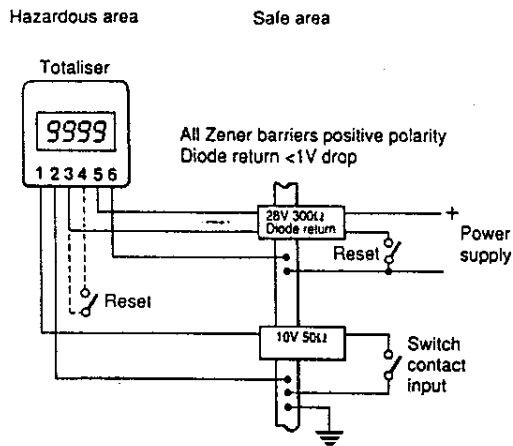 Hazardous area
Safe area
Totaliser
9999
1 2 3 4 5 6
All Zener barriers positive polarity
Diode return <1V drop
28V 300Ω
Diode return
+
Reset
Power
supply
Reset
10V 50Ω
Switch
contact
input